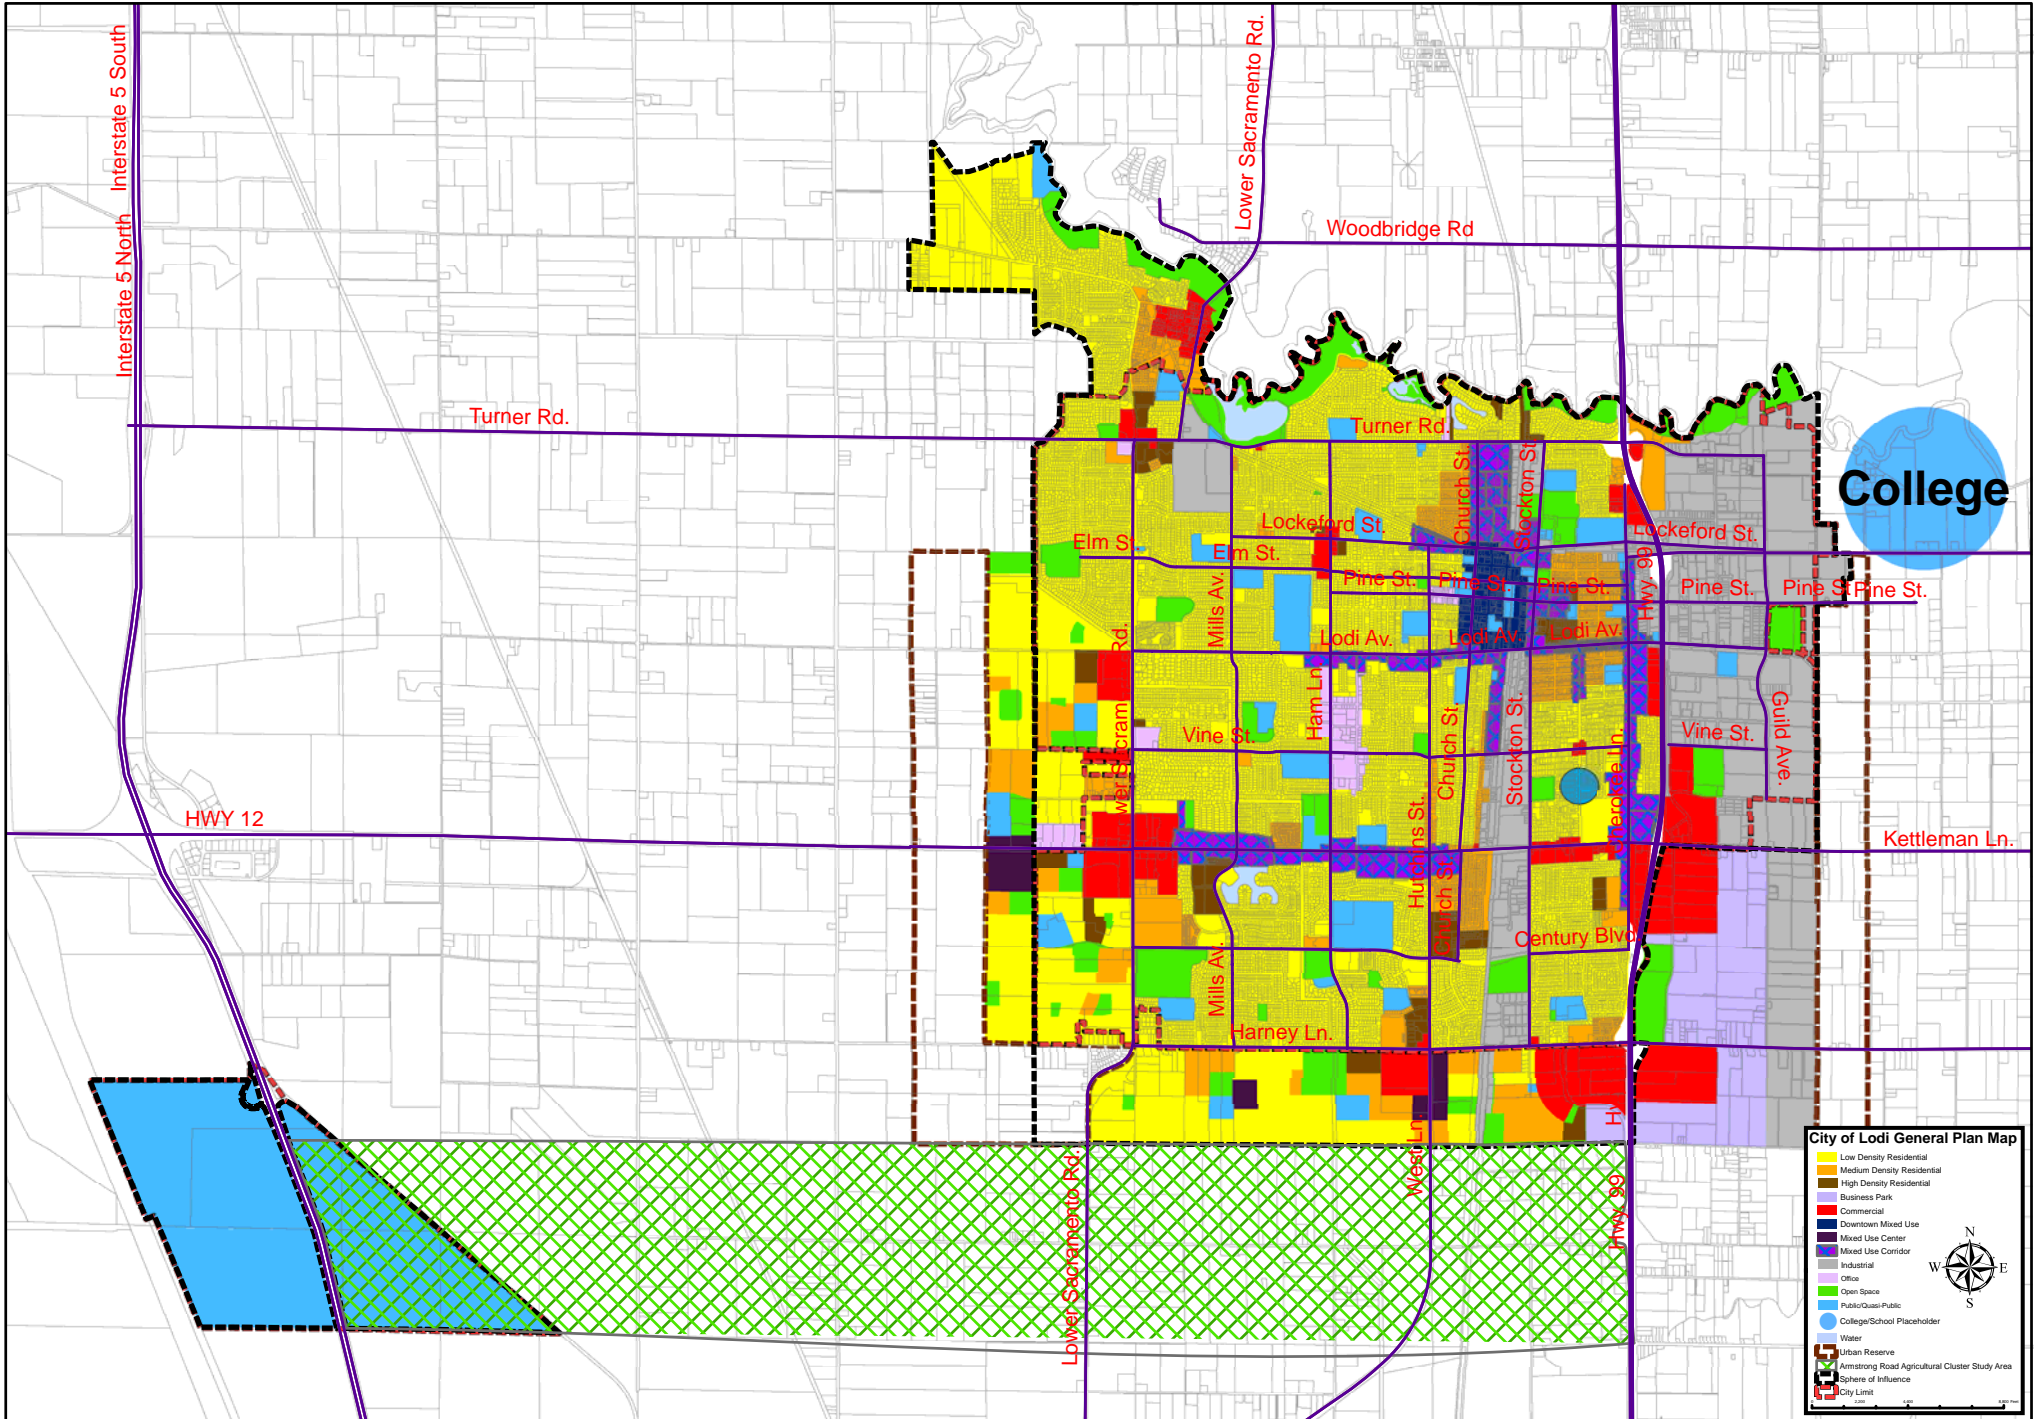 Interstate 5 South
Interstate 5 North
Lower Sacramento Rd.
Woodbridge Rd
Turner Rd.
Turner Rd.
College
Church St.
Stockton St.
Lockeford St.
Lockeford St.
Elm St
Elm St.
Pine St.
Pine St.
Pine St.
Pine St.
Pine St
Pine St.
Hwy 99
Mills Av.
Lodi Av.
Lodi Av.
Lodi Av.
Ham Ln.
Vine St.
Vine St.
Church St.
Stockton St.
Guild Ave.
HWY 12
Kettleman Ln.
Hutchins St.
Church St.
Century Blvd.
Mills Av.
Harney Ln.
Lower Sacramento Rd.
West Ln.
Hwy 99
City of Lodi General Plan Map
Low Density Residential
Medium Density Residential
High Density Residential
Business Park
Commercial
Downtown Mixed Use
Mixed Use Center
Mixed Use Corridor
Industrial
Office
Open Space
Public/Quasi-Public
College/School Placeholder
Water
Urban Reserve
Armstrong Road Agricultural Cluster Study Area
Sphere of Influence
City Limit
N
W
E
S